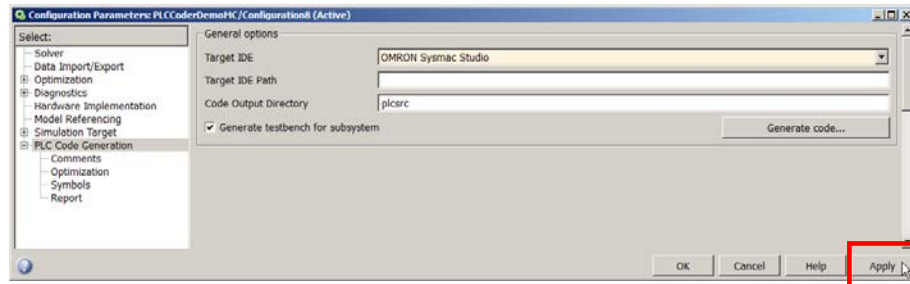 Configuration Parameters: PLCCoderDemoMC/Configuration8 (Active)
Select:
Solver
Data Import/Export
Optimization
Diagnostics
Hardware Implementation
Model Referencing
Simulation Target
PLC Code Generation
Comments
Optimization
Symbols
Report
General options
Target IDE
OMRON Sysmac Studio
Target IDE Path
Code Output Directory
plcsrc
Generate testbench for subsystem
Generate code...
OK
Cancel
Help
Apply